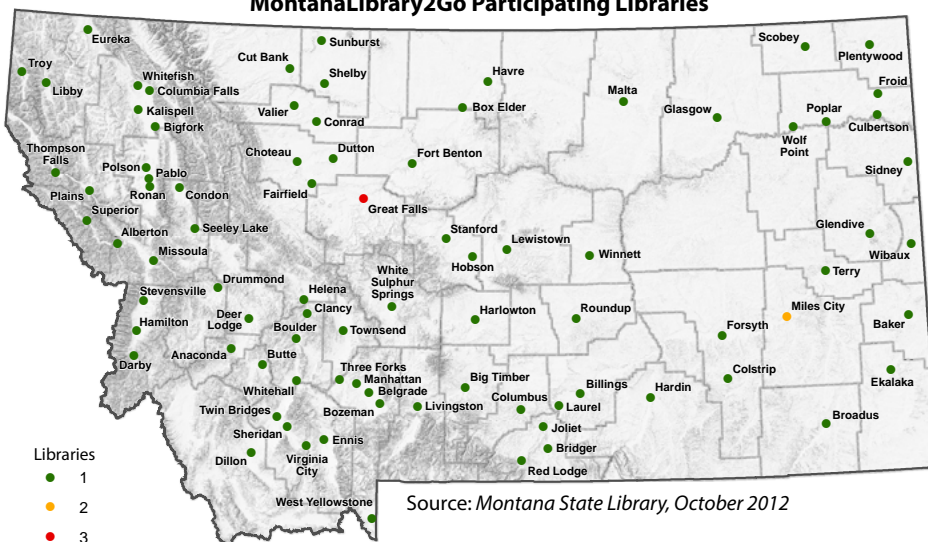 MontanaLibrary2Go Participating Libraries
Eureka
Sunburst
Scobey
Plentywood
Troy
Cut Bank
Libby
Whitefish
Columbia Falls
Shelby
Havre
Malta
Froid
Kalispell
Valier
Box Elder
Glasgow
Poplar
Bigfork
Conrad
Culbertson
Wolf
Point
Thompson
Falls
Choteau
Dutton
Fort Benton
Polson
Pablo
Sidney
Plains
Ronan
Condon
Fairfield
Great Falls
Superior
Alberton
Seeley Lake
Stanford
Lewistown
Glendive
Missoula
Hobson
Winnett
Wibaux
White
Sulphur
Springs
Terry
Drummond
Stevensville
Helena
Clancy
Harlowton
Roundup
Miles City
Hamilton
Deer
Lodge
Boulder
Townsend
Forsyth
Baker
Darby
Anaconda
Butte
Three Forks
Manhattan
Belgrade
Big Timber
Billings
Hardin
Colstrip
Ekalaka
Whitehall
Columbus
Laurel
Twin Bridges
Bozeman
Livingston
Broadus
Sheridan
Ennis
Joliet
Dillon
Virginia
City
Bridger
Red Lodge
West Yellowstone
Libraries
1
2
3
Source: Montana State Library, October 2012